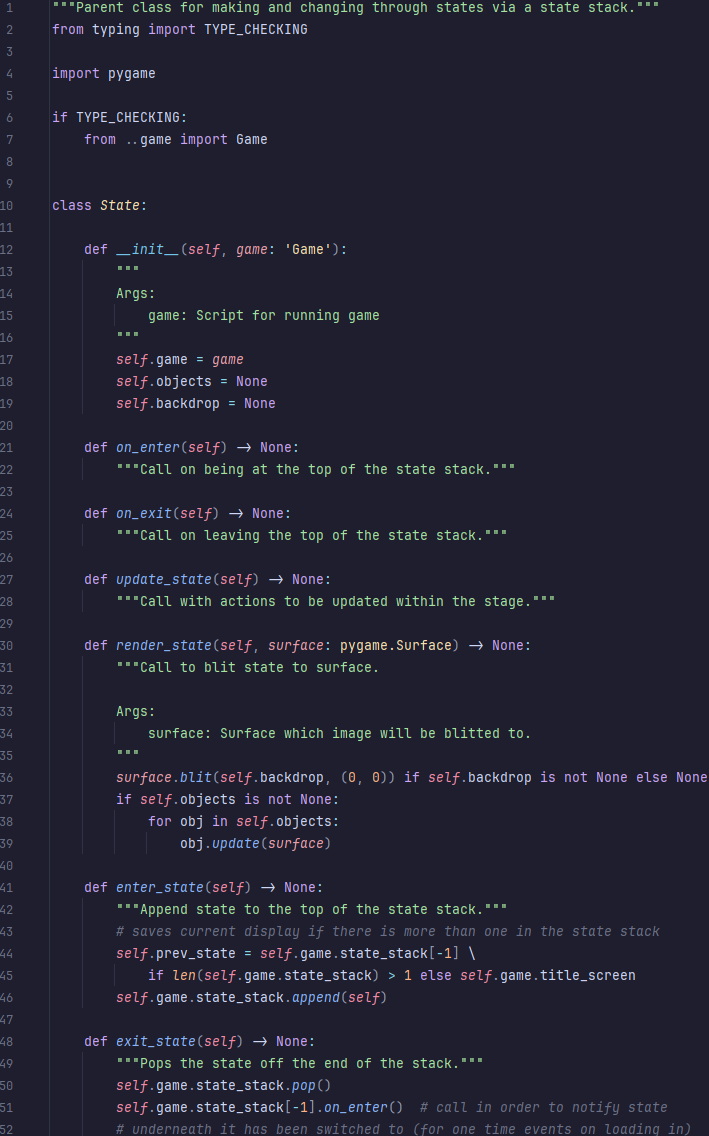 1 """Parent class for making and changing through states via a state stack."""
2 from typing import TYPE_CHECKING
3
4 import pygame
5
6 if TYPE_CHECKING:
7     from ..game import Game
8
9
10 class State:
11
12     def __init__(self, game: 'Game'):
13         """
14         Args:
15             game: Script for running game
16         """
17         self.game = game
18         self.objects = None
19         self.backdrop = None
20
21     def on_enter(self) -> None:
22         """Call on being at the top of the state stack."""
23
24     def on_exit(self) -> None:
25         """Call on leaving the top of the state stack."""
26
27     def update_state(self) -> None:
28         """Call with actions to be updated within the stage."""
29
30     def render_state(self, surface: pygame.Surface) -> None:
31         """Call to blit state to surface.
32
33         Args:
34             surface: Surface which image will be blitted to.
35         """
36         surface.blit(self.backdrop, (0, 0)) if self.backdrop is not None else None
37         if self.objects is not None:
38             for obj in self.objects:
39                 obj.update(surface)
40
41     def enter_state(self) -> None:
42         """Append state to the top of the state stack."""
43         # saves current display if there is more than one in the state stack
44         self.prev_state = self.game.state_stack[-1] \
45             if len(self.game.state_stack) > 1 else self.game.title_screen
46         self.game.state_stack.append(self)
47
48     def exit_state(self) -> None:
49         """Pops the state off the end of the stack."""
50         self.game.state_stack.pop()
51         self.game.state_stack[-1].on_enter()  # call in order to notify state
52         # underneath it has been switched to (for one time events on loading in)